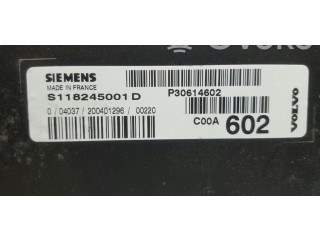 SIEMENS
MADE IN FRANCE
S118245001 D
P30614602
0 / 04037 / 200401296 / 00220
C00A 602
VOLVO